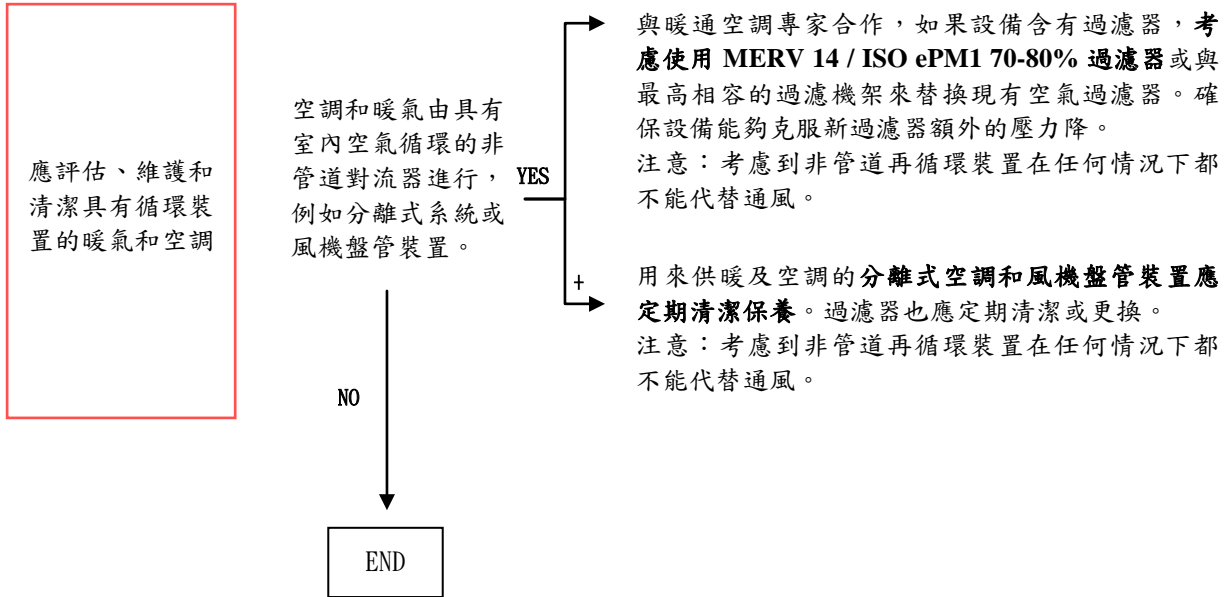 應評估、維護和
清潔具有循環裝
置的暖氣和空調
空調和暖氣由具有
室內空氣循環的非
管道對流器進行，
例如分離式系統或
風機盤管裝置。
YES
+
與暖通空調專家合作，如果設備含有過濾器，考
慮使用 MERV 14 / ISO ePM1 70-80% 過濾器或與
最高相容的過濾機架來替換現有空氣過濾器。確
保設備能夠克服新過濾器額外的壓力降。
注意：考慮到非管道再循環裝置在任何情況下都
不能代替通風。
用來供暖及空調的分離式空調和風機盤管裝置應
定期清潔保養。過濾器也應定期清潔或更換。
注意：考慮到非管道再循環裝置在任何情況下都
不能代替通風。
NO
END